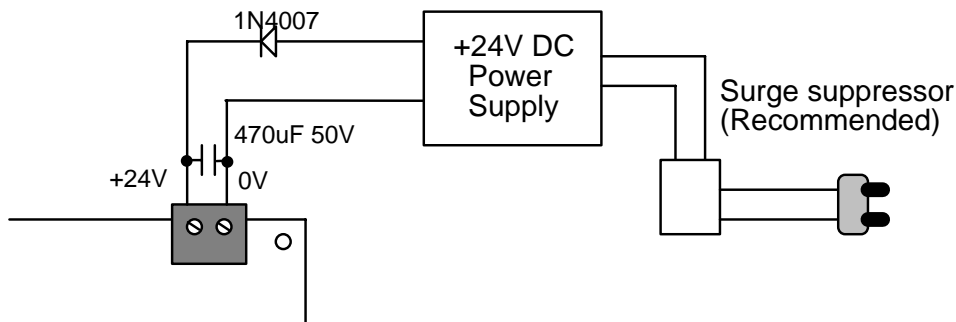 1N4007
+24V DC
Power
Supply
Surge suppressor
(Recommended)
470uF 50V
+24V
0V